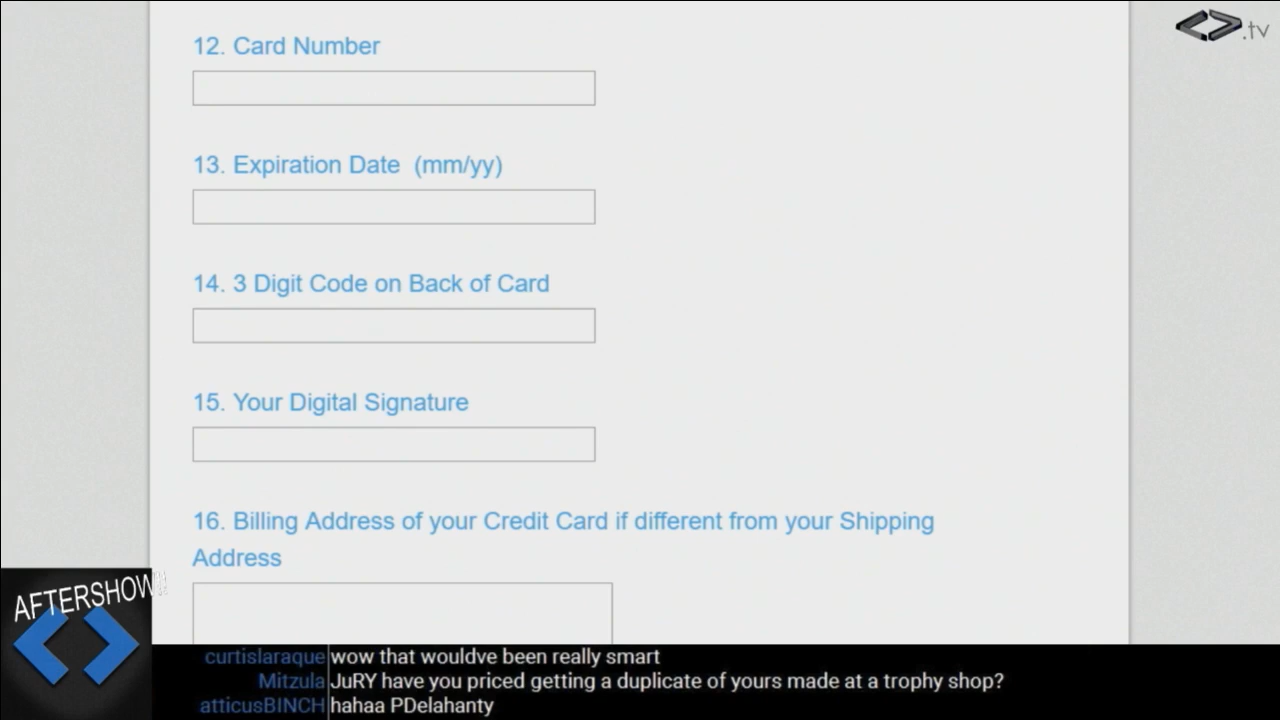 .tv
12. Card Number
13. Expiration Date (mm/yy)
14. 3 Digit Code on Back of Card
15. Your Digital Signature
16. Billing Address of your Credit Card if different from your Shipping
Address
AFTERSHOW!!
curtislaraque wow that wouldve been really smart
Mitzula JuRY have you priced getting a duplicate of yours made at a trophy shop?
atticusBINCH hahaa PDelahanty